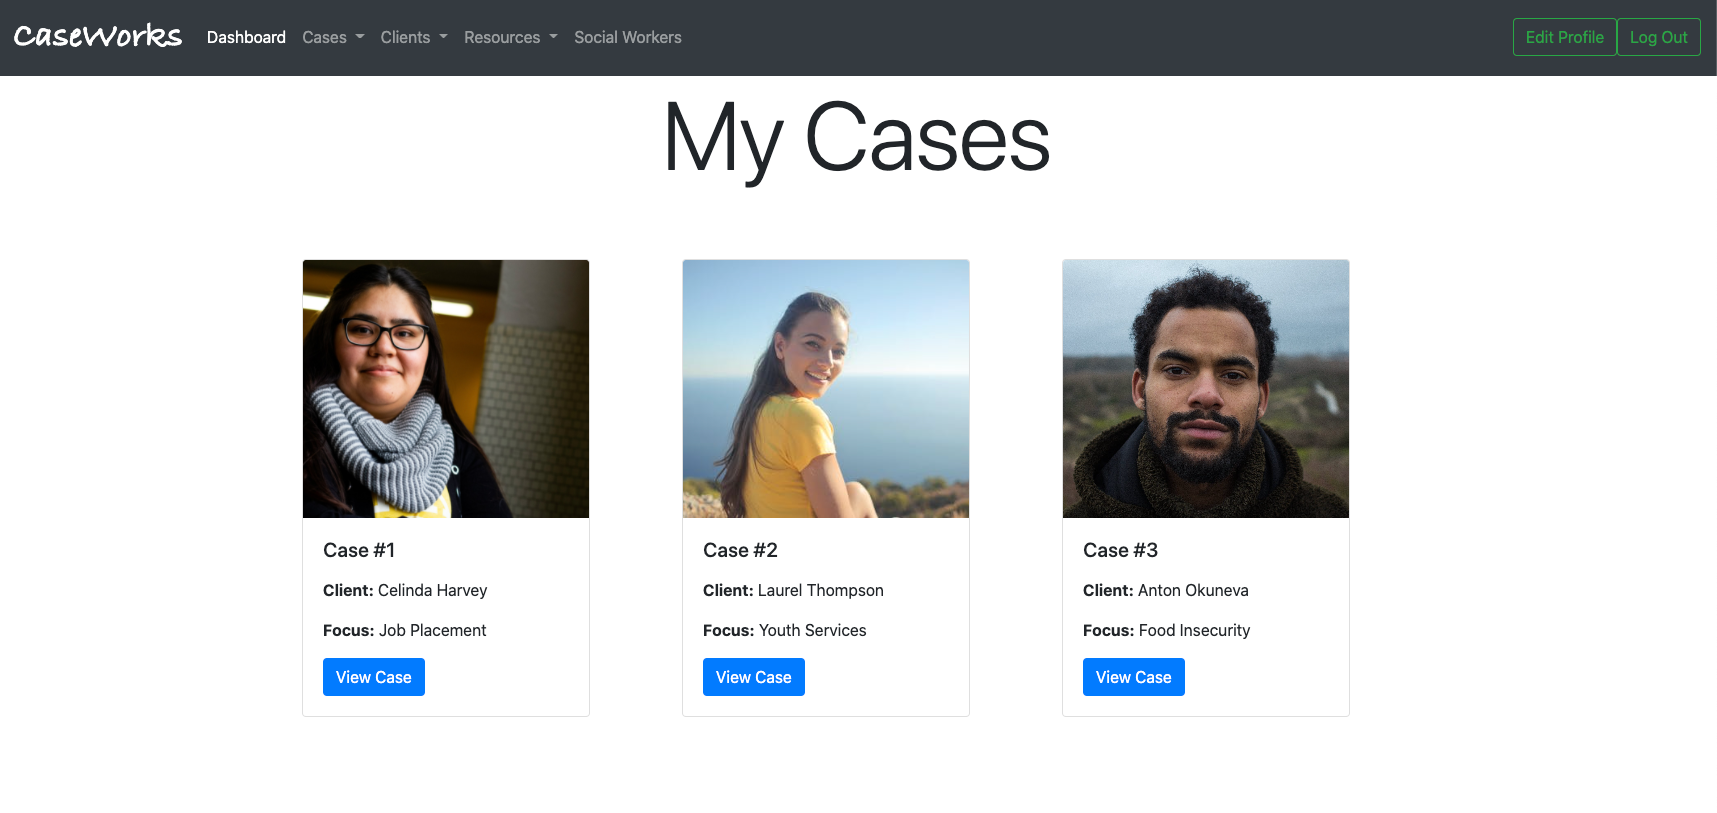 CaseWorks Dashboard Cases Clients Resources Social Workers Edit Profile Log Out
My Cases
Case #1
Client: Celinda Harvey
Focus: Job Placement
View Case
Case #2
Client: Laurel Thompson
Focus: Youth Services
View Case
Case #3
Client: Anton Okuneva
Focus: Food Insecurity
View Case